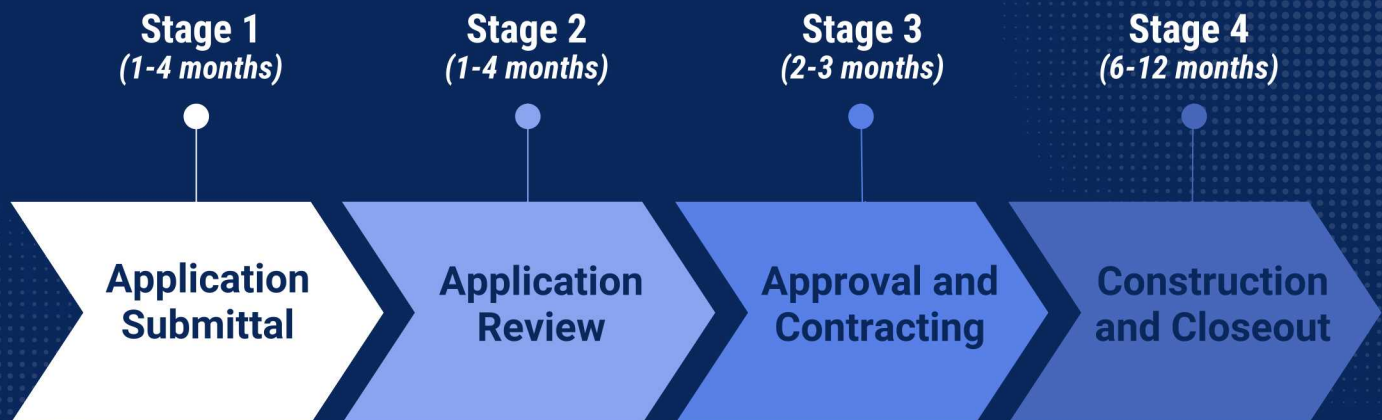 Stage 1
(1-4 months)
Stage 2
(1-4 months)
Stage 3
(2-3 months)
Stage 4
(6-12 months)
Application
Submittal
Application
Review
Approval and
Contracting
Construction
and Closeout